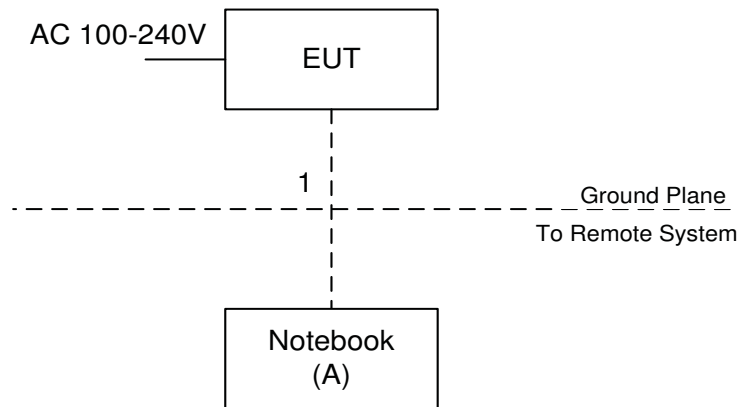 AC 100-240V
EUT
1
Ground Plane
To Remote System
Notebook
(A)